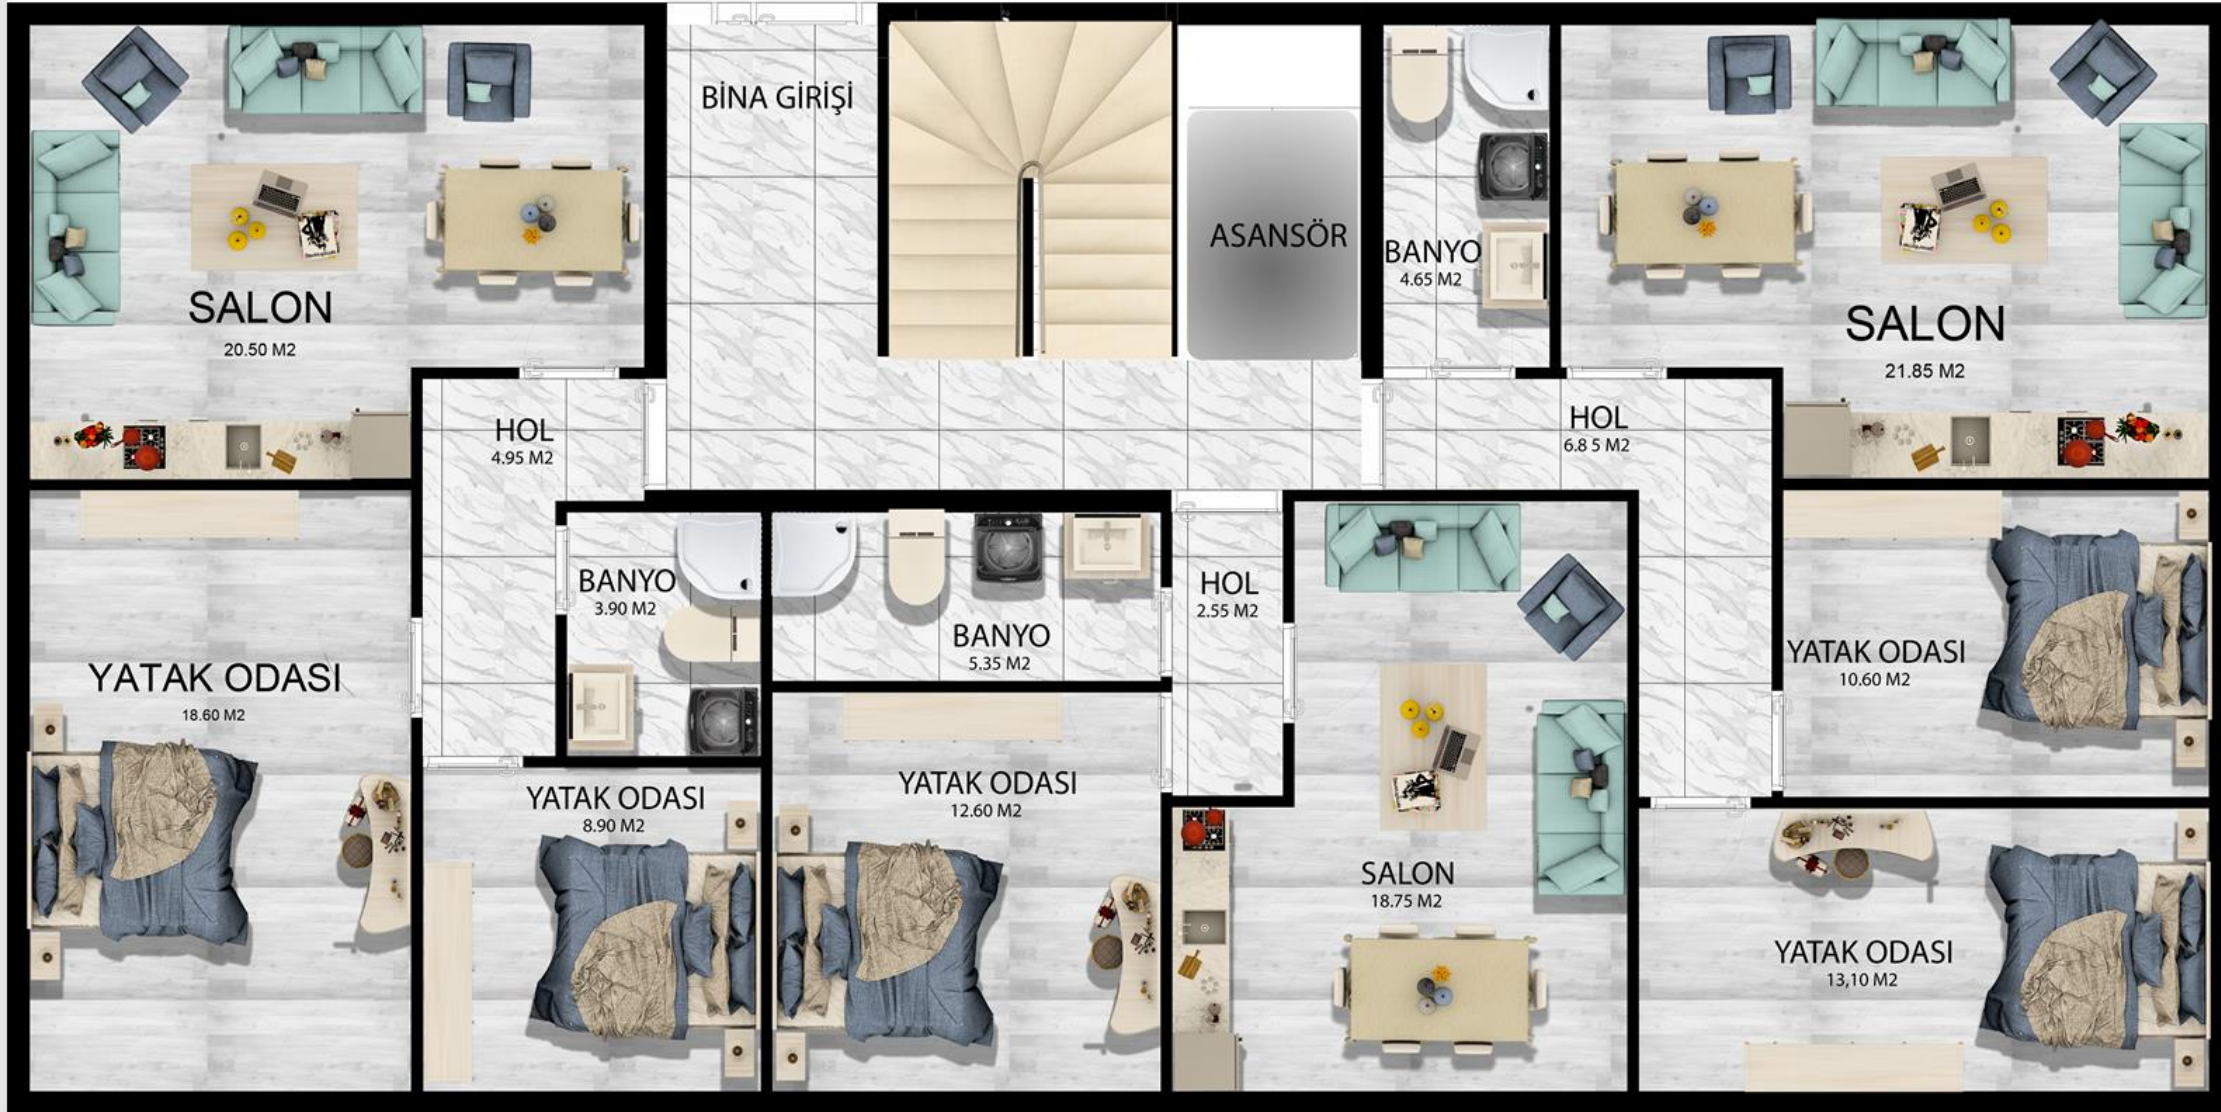 BİNA GİRİŞİ
ASANSÖR
BANYO
4.65 M2
SALON
20.50 M2
SALON
21.85 M2
HOL
4.95 M2
HOL
6.8 5 M2
BANYO
3.90 M2
BANYO
5.35 M2
HOL
2.55 M2
YATAK ODASI
18.60 M2
YATAK ODASI
10.60 M2
YATAK ODASI
8.90 M2
YATAK ODASI
12.60 M2
SALON
18.75 M2
YATAK ODASI
13,10 M2